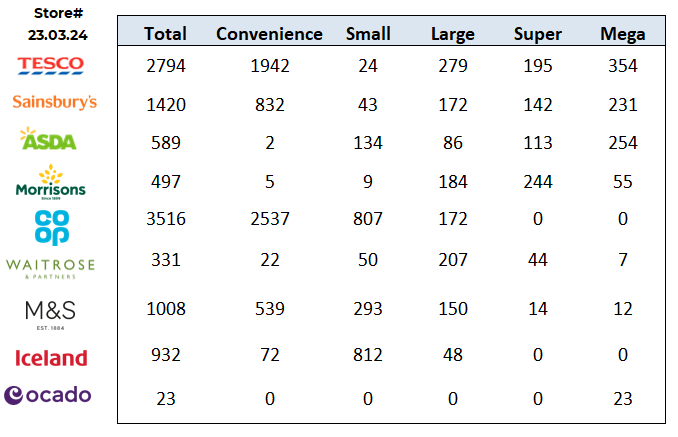 Store#
23.03.24
Total Convenience Small Large Super Mega
TESCO 2794 1942 24 279 195 354
Sainsbury's 1420 832 43 172 142 231
ASDA 589 2 134 86 113 254
Morrisons 497 5 9 184 244 55
Since 1899
CO OP 3516 2537 807 172 0 0
WAITROSE 331 22 50 207 44 7
& PARTNERS
M&S 1008 539 293 150 14 12
EST. 1884
Iceland 932 72 812 48 0 0
ocado 23 0 0 0 0 23